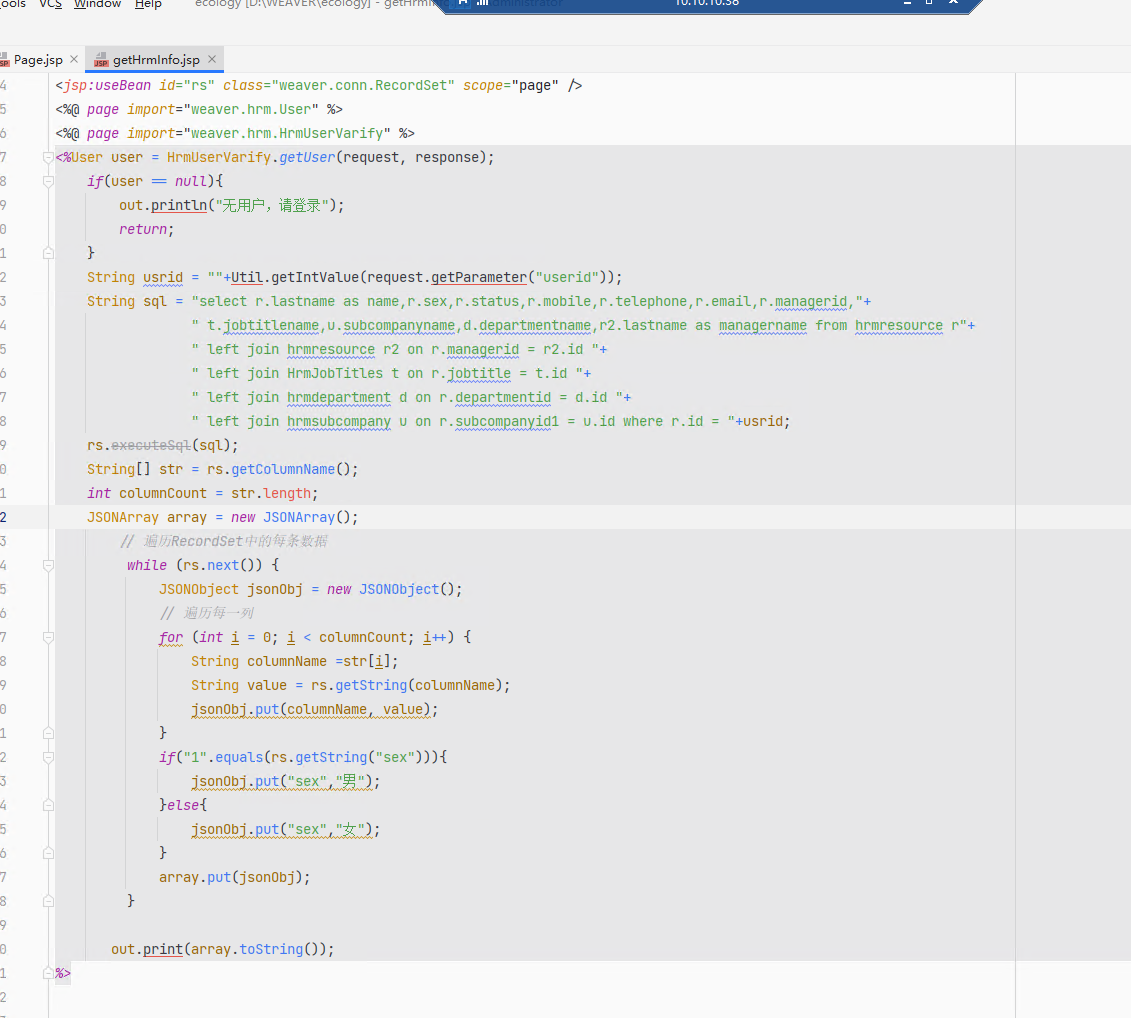 ools VCS Window Help ecology [D:\WEAVER\ecology] - getHrmIn 10.10.10.38
Page.jsp × getHrmInfo.jsp ×
4 <jsp:useBean id="rs" class="weaver.conn.RecordSet" scope="page" />
5 <%@ page import="weaver.hrm.User" %>
6 <%@ page import="weaver.hrm.HrmUserVarify" %>
7 <%User user = HrmUserVarify.getUser(request, response);
8 if(user == null){
9 out.println("无用户，请登录");
0 return;
1 }
2 String usrid = ""+Util.getIntValue(request.getParameter("userid"));
3 String sql = "select r.lastname as name,r.sex,r.status,r.mobile,r.telephone,r.email,r.managerid,"+
4 " t.jobtitlename,u.subcompanyname,d.departmentname,r2.lastname as managername from hrmresource r"+
5 " left join hrmresource r2 on r.managerid = r2.id "+
6 " left join HrmJobTitles t on r.jobtitle = t.id "+
7 " left join hrmdepartment d on r.departmentid = d.id "+
8 " left join hrmsubcompany u on r.subcompanyid1 = u.id where r.id = "+usrid;
9 rs.executeSql(sql);
0 String[] str = rs.getColumnName();
1 int columnCount = str.length;
2 JSONArray array = new JSONArray();
3 // 遍历RecordSet中的每条数据
4 while (rs.next()) {
5 JSONObject jsonObj = new JSONObject();
6 // 遍历每一列
7 for (int i = 0; i < columnCount; i++) {
8 String columnName =str[i];
9 String value = rs.getString(columnName);
0 jsonObj.put(columnName, value);
1 }
2 if("1".equals(rs.getString("sex"))){
3 jsonObj.put("sex","男");
4 }else{
5 jsonObj.put("sex","女");
6 }
7 array.put(jsonObj);
8 }
9
0 out.print(array.toString());
1 %>
2